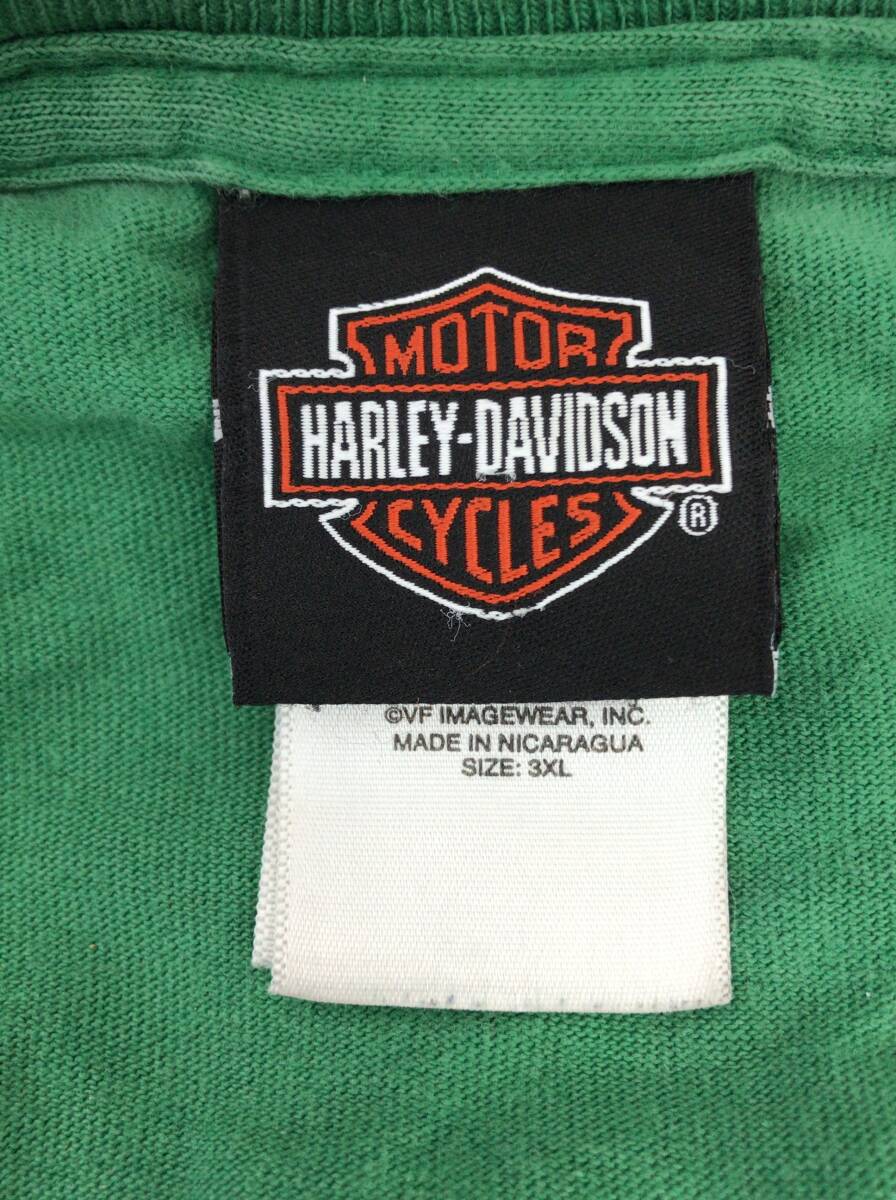 MOTOR
HARLEY-DAVIDSON
CYCLES
®
©VF IMAGEWEAR, INC.
MADE IN NICARAGUA
SIZE: 3XL